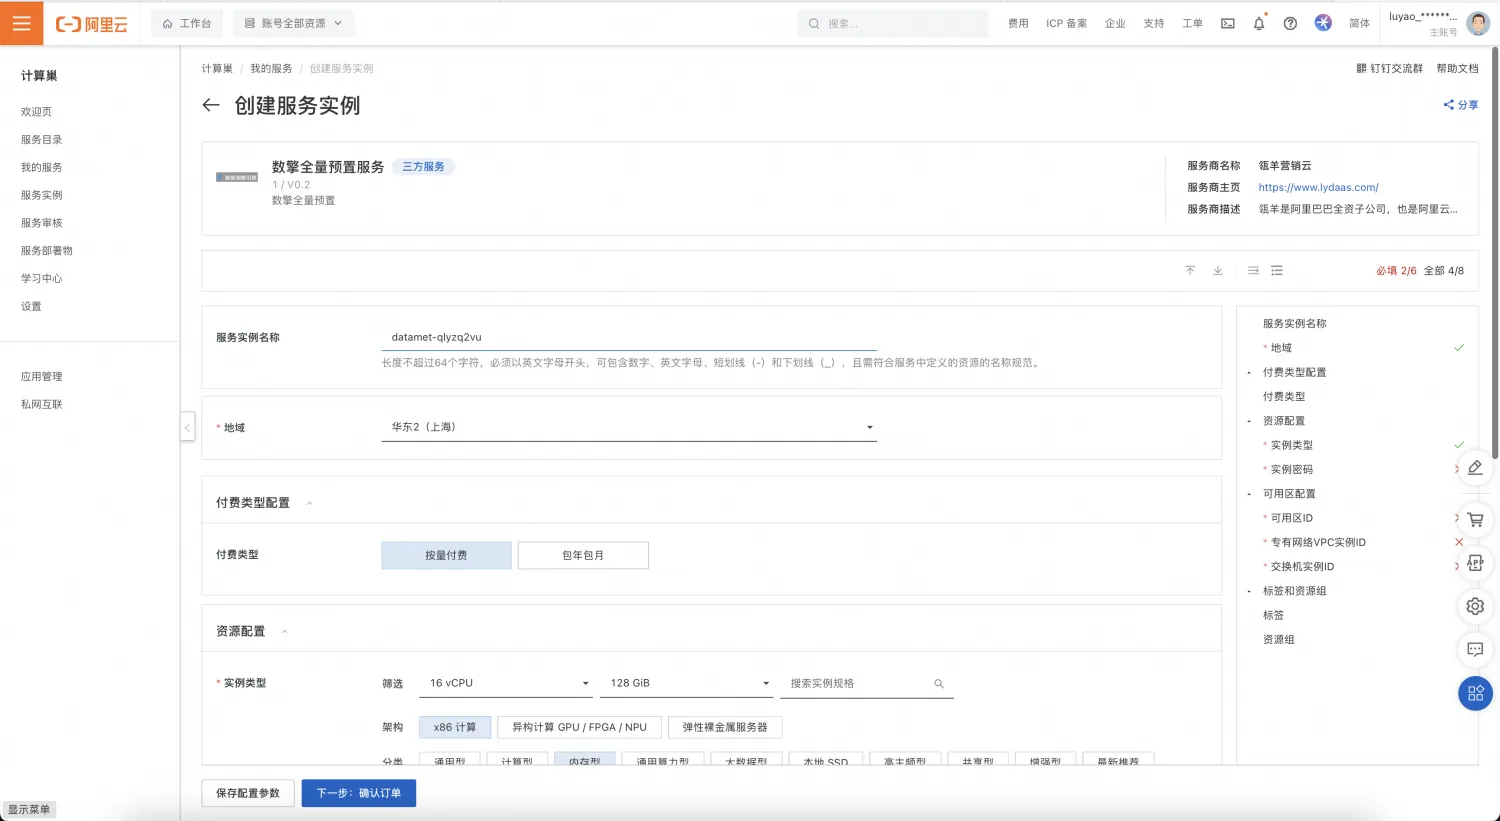 阿里云
工作台
账号全部资源
搜索...
费用
ICP 备案
企业
支持
工单
简体
luyao_******...
主账号
计算巢
欢迎页
服务目录
我的服务
服务实例
服务审核
服务部署物
学习中心
设置
应用管理
私网互联
计算巢 / 我的服务 / 创建服务实例
钉钉交流群
帮助文档
创建服务实例
分享
数擎全量预置服务 三方服务
1 / V0.2
数擎全量预置
服务商名称 瓴羊营销云
服务商主页 https://www.lydaas.com/
服务商描述 瓴羊是阿里巴巴全资子公司，也是阿里云...
必填 2/6 全部 4/8
服务实例名称
datamet-qlyzq2vu
长度不超过64个字符，必须以英文字母开头，可包含数字、英文字母、短划线（-）和下划线（_），且需符合服务中定义的资源的名称规范。
* 地域
华东2（上海）
付费类型配置
付费类型
按量付费
包年包月
资源配置
* 实例类型
筛选
16 vCPU
128 GiB
搜索实例规格
架构
x86 计算
异构计算 GPU / FPGA / NPU
弹性裸金属服务器
分类
通用型
计算型
内存型
通用算力型
大数据型
本地 SSD
高主频型
共享型
增强型
最新推荐
保存配置参数
下一步：确认订单
显示菜单
服务实例名称
* 地域
付费类型配置
付费类型
资源配置
* 实例类型
* 实例密码
可用区配置
* 可用区ID
* 专有网络VPC实例ID
* 交换机实例ID
标签和资源组
标签
资源组
APP